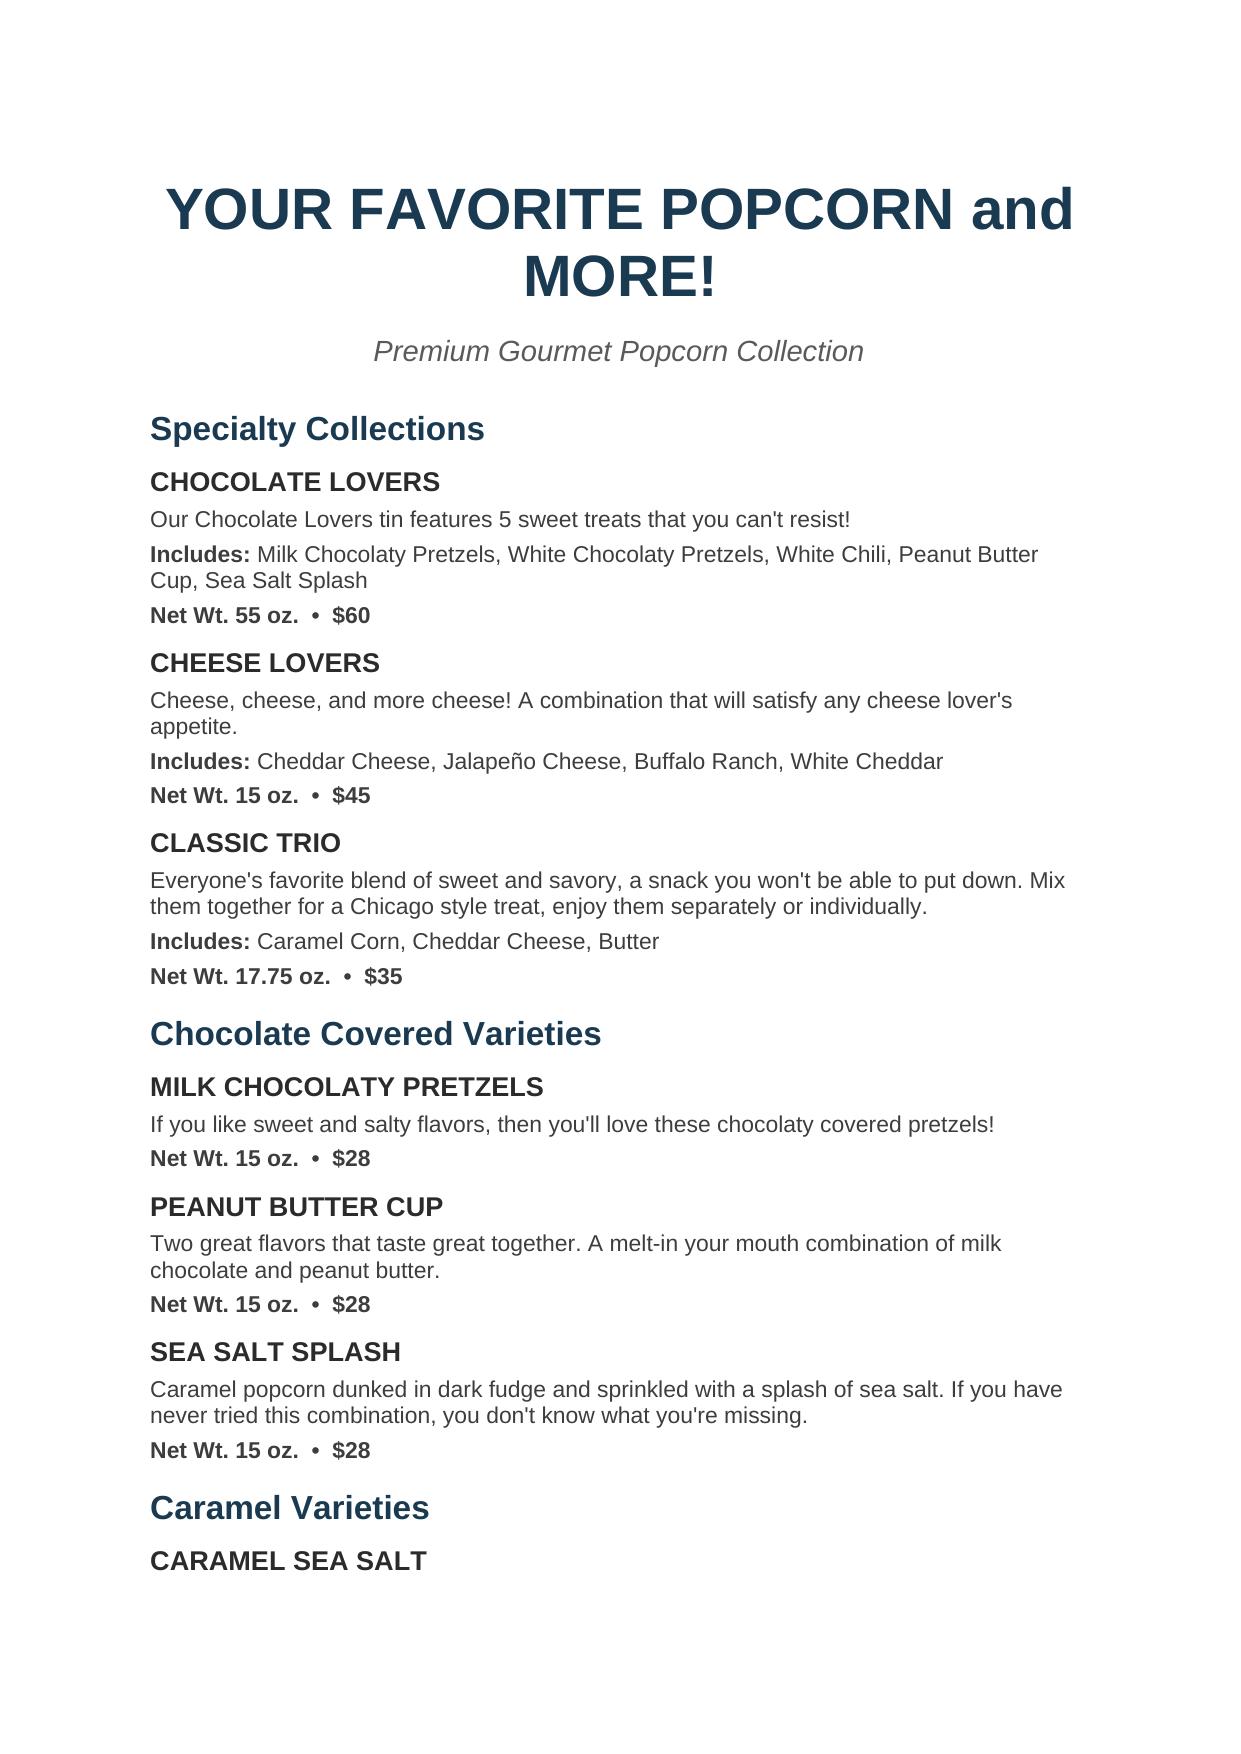 YOUR FAVORITE POPCORN and
MORE!
Premium Gourmet Popcorn Collection
Specialty Collections
CHOCOLATE LOVERS
Our Chocolate Lovers tin features 5 sweet treats that you can't resist!
Includes: Milk Chocolaty Pretzels, White Chocolaty Pretzels, White Chili, Peanut Butter
Cup, Sea Salt Splash
Net Wt. 55 oz. • $60
CHEESE LOVERS
Cheese, cheese, and more cheese! A combination that will satisfy any cheese lover's
appetite.
Includes: Cheddar Cheese, Jalapeño Cheese, Buffalo Ranch, White Cheddar
Net Wt. 15 oz. • $45
CLASSIC TRIO
Everyone's favorite blend of sweet and savory, a snack you won't be able to put down. Mix
them together for a Chicago style treat, enjoy them separately or individually.
Includes: Caramel Corn, Cheddar Cheese, Butter
Net Wt. 17.75 oz. • $35
Chocolate Covered Varieties
MILK CHOCOLATY PRETZELS
If you like sweet and salty flavors, then you'll love these chocolaty covered pretzels!
Net Wt. 15 oz. • $28
PEANUT BUTTER CUP
Two great flavors that taste great together. A melt-in your mouth combination of milk
chocolate and peanut butter.
Net Wt. 15 oz. • $28
SEA SALT SPLASH
Caramel popcorn dunked in dark fudge and sprinkled with a splash of sea salt. If you have
never tried this combination, you don't know what you're missing.
Net Wt. 15 oz. • $28
Caramel Varieties
CARAMEL SEA SALT